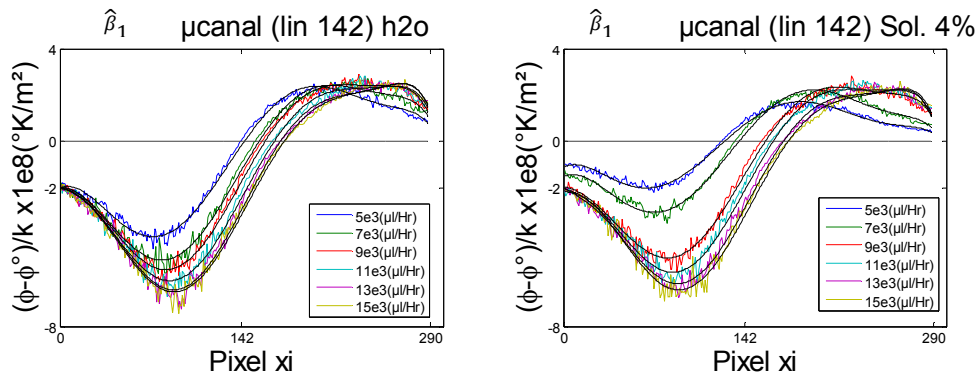 β̂₁ µcanal (lin 142) h2o
(ϕ-ϕ°)/k x1e8(°K/m²)
4
0
-2
-8
5e3(µl/Hr)
7e3(µl/Hr)
9e3(µl/Hr)
11e3(µl/Hr)
13e3(µl/Hr)
15e3(µl/Hr)
0 142 290
Pixel xi
β̂₁ µcanal (lin 142) Sol. 4%
(ϕ-ϕ°)/k x1e8(°K/m²)
4
0
-2
-8
5e3(µl/Hr)
7e3(µl/Hr)
9e3(µl/Hr)
11e3(µl/Hr)
13e3(µl/Hr)
15e3(µl/Hr)
0 142 290
Pixel xi